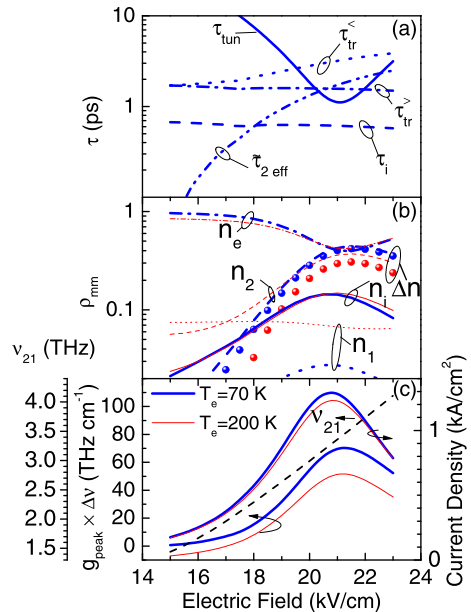 10
(a)
τtun
τtr<
τ (ps)
1
τtr>
τi
τ̃2 eff
0.1
1
(b)
ne
n2
ni
Δn
ρmm
0.1
n1
ν21 (THz)
(c)
4.0
3.5
3.0
2.5
2.0
1.5
gpeak × Δν (THz cm-1)
100
80
60
40
20
0
Te=70 K
Te=200 K
ν21
1
0
Current Density (kA/cm2)
14 16 18 20 22 24
Electric Field (kV/cm)